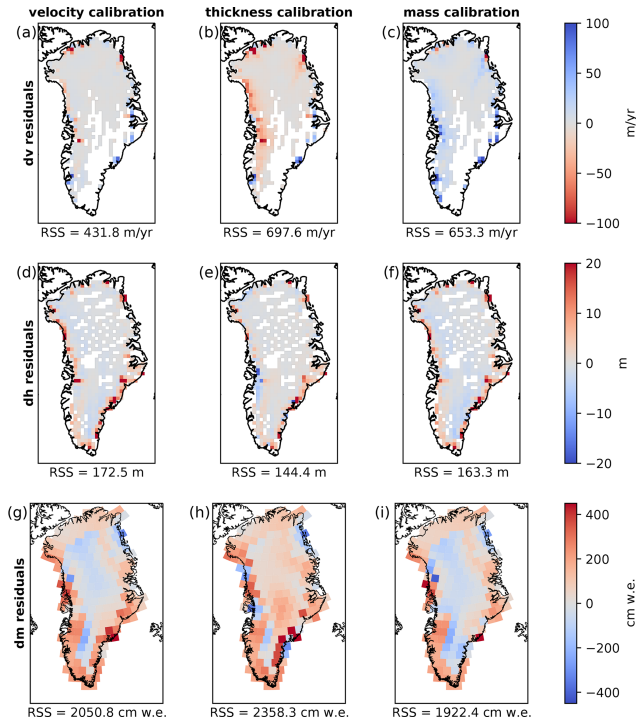 velocity calibration thickness calibration mass calibration
(a) (b) (c)
dv residuals
100
50
0
−50
−100
m/yr
RSS = 431.8 m/yr RSS = 697.6 m/yr RSS = 653.3 m/yr
(d) (e) (f)
dh residuals
20
10
0
−10
−20
m
RSS = 172.5 m RSS = 144.4 m RSS = 163.3 m
(g) (h) (i)
dm residuals
400
200
0
−200
−400
cm w.e.
RSS = 2050.8 cm w.e. RSS = 2358.3 cm w.e. RSS = 1922.4 cm w.e.